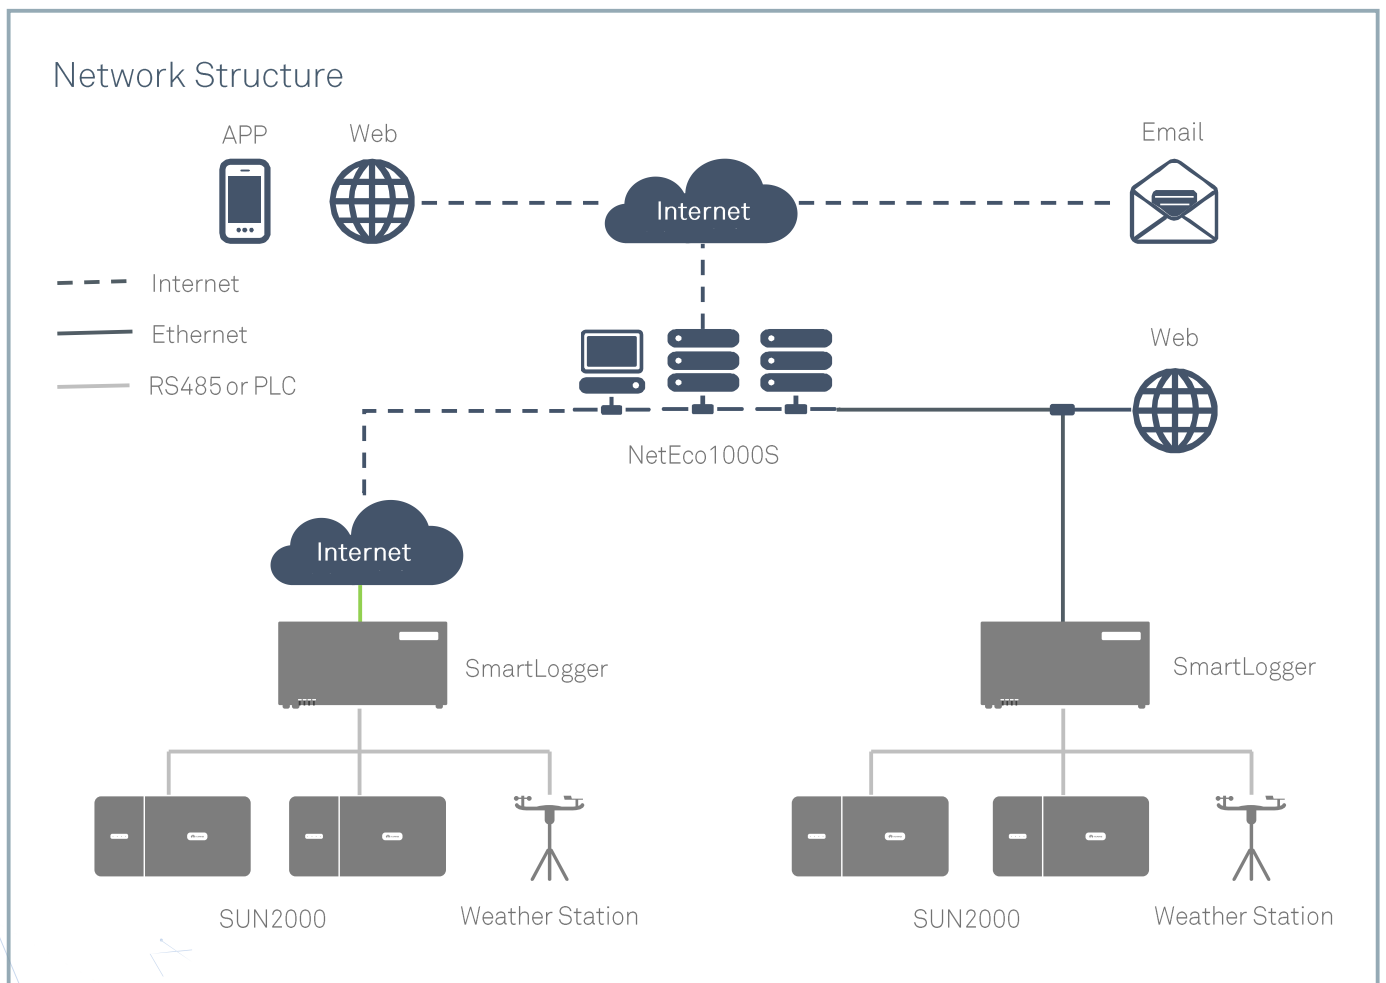 Network Structure
APP
Web
Email
Internet
Internet
Ethernet
RS485 or PLC
Web
NetEco1000S
Internet
SmartLogger
SmartLogger
SUN2000
Weather Station
SUN2000
Weather Station